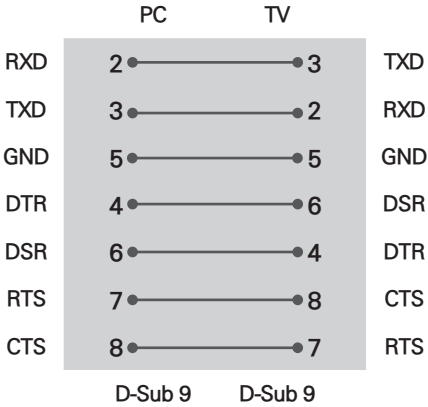 PC TV
RXD 2 3 TXD
TXD 3 2 RXD
GND 5 5 GND
DTR 4 6 DSR
DSR 6 4 DTR
RTS 7 8 CTS
CTS 8 7 RTS
D-Sub 9 D-Sub 9